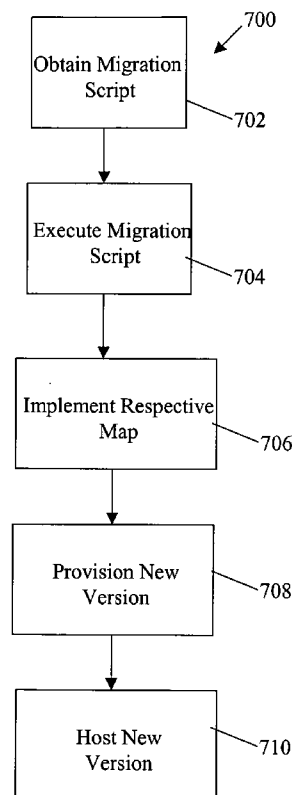 700
Obtain Migration
Script
702
Execute Migration
Script
704
Implement Respective
Map
706
Provision New
Version
708
Host New
Version
710